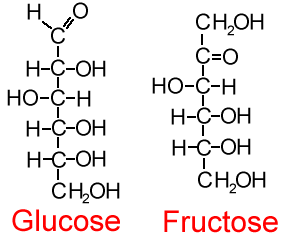 H O
C
H-C-OH
HO-C-H
H-C-OH
H-C-OH
CH₂OH
Glucose
CH₂OH
C=O
HO-C-H
H-C-OH
H-C-OH
CH₂OH
Fructose